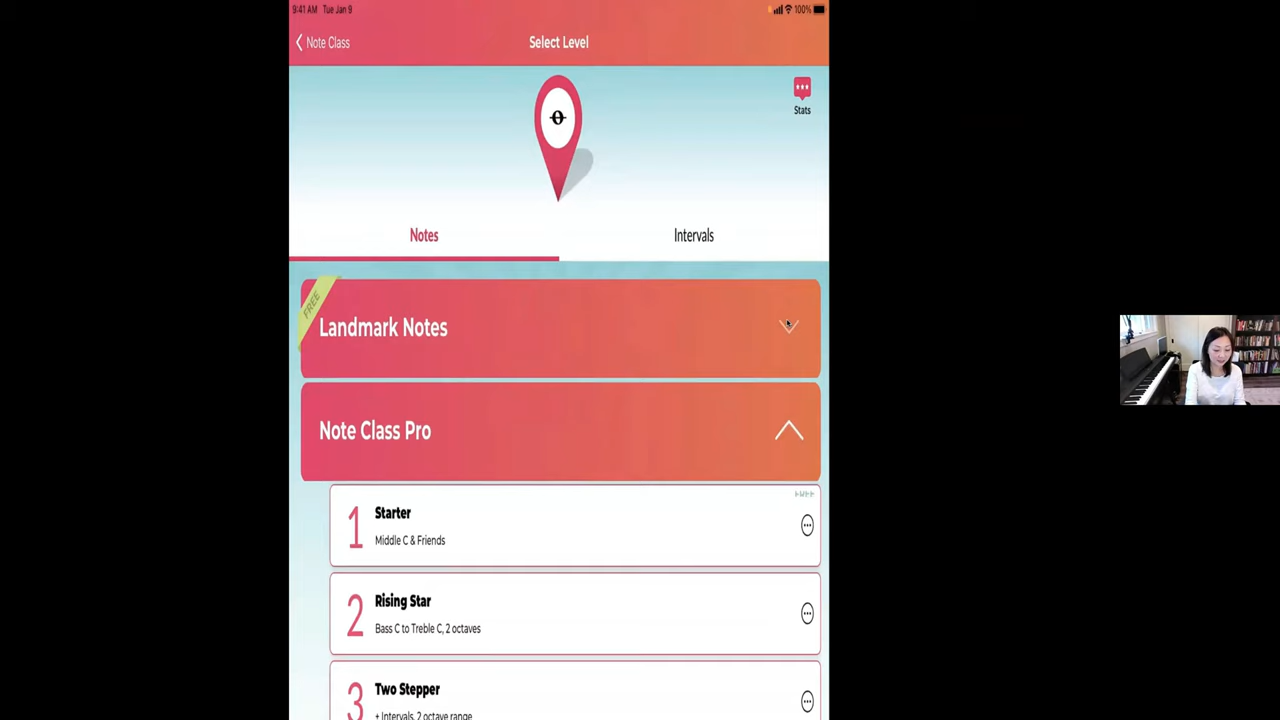 9:41 AM Tue Jan 9
100%
Note Class
Select Level
Stats
Notes
Intervals
FREE
Landmark Notes
Note Class Pro
FREE
1
Starter
Middle C & Friends
2
Rising Star
Bass C to Treble C, 2 octaves
3
Two Stepper
+ Intervals, 2 octave range